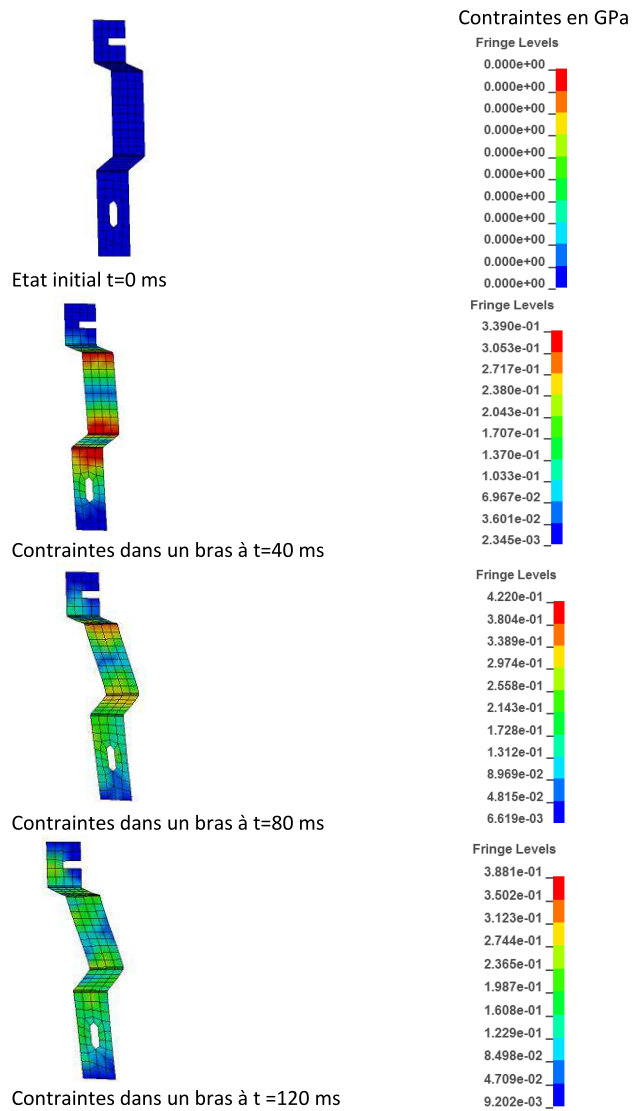 Contraintes en GPa
Fringe Levels
0.000e+00
0.000e+00
0.000e+00
0.000e+00
0.000e+00
0.000e+00
0.000e+00
0.000e+00
0.000e+00
0.000e+00
0.000e+00
Etat initial t=0 ms
Fringe Levels
3.390e-01
3.053e-01
2.717e-01
2.380e-01
2.043e-01
1.707e-01
1.370e-01
1.033e-01
6.967e-02
3.601e-02
2.345e-03
Contraintes dans un bras à t=40 ms
Fringe Levels
4.220e-01
3.804e-01
3.389e-01
2.974e-01
2.558e-01
2.143e-01
1.728e-01
1.312e-01
8.969e-02
4.815e-02
6.619e-03
Contraintes dans un bras à t=80 ms
Fringe Levels
3.881e-01
3.502e-01
3.123e-01
2.744e-01
2.365e-01
1.987e-01
1.608e-01
1.229e-01
8.498e-02
4.709e-02
9.202e-03
Contraintes dans un bras à t =120 ms